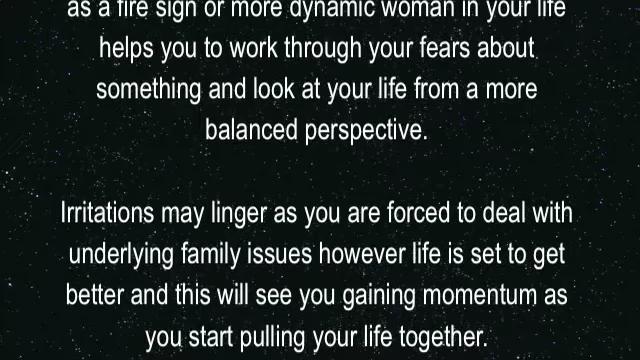 as a fire sign or more dynamic woman in your life
helps you to work through your fears about
something and look at your life from a more
balanced perspective.
Irritations may linger as you are forced to deal with
underlying family issues however life is set to get
better and this will see you gaining momentum as
you start pulling your life together.